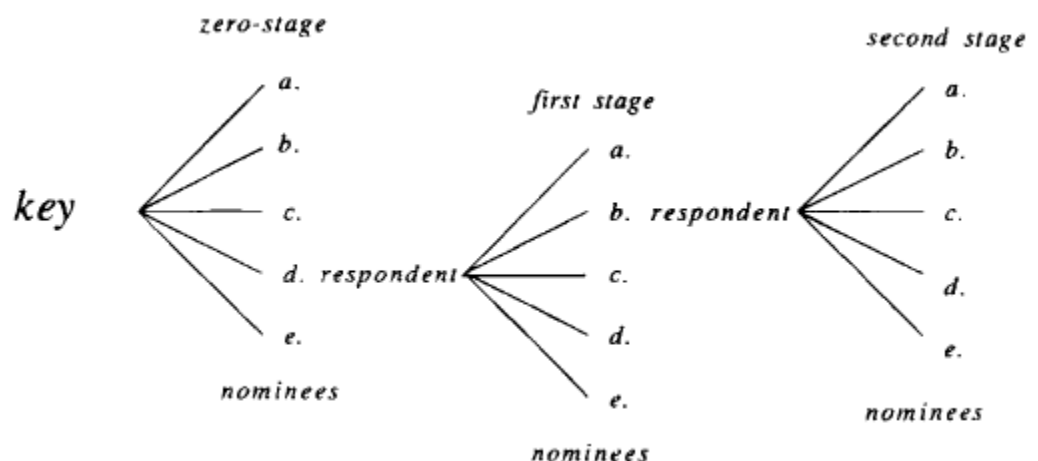 zero-stage
a.
b.
c.
d. respondent
e.
nominees
key
first stage
a.
b. respondent
c.
d.
e.
nominees
second stage
a.
b.
c.
d.
e.
nominees